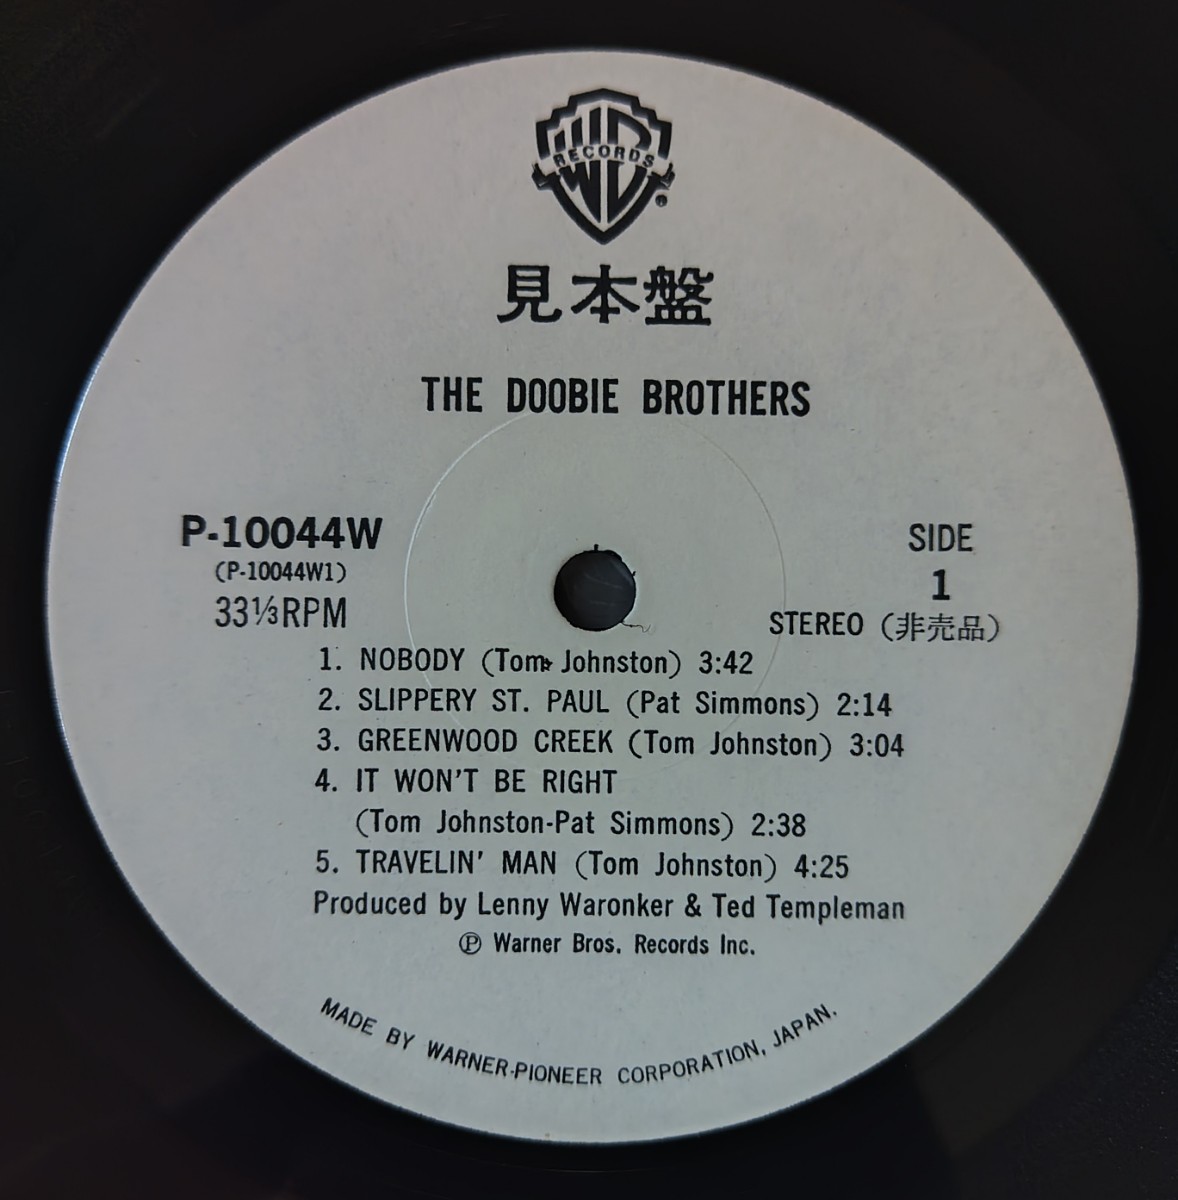 RECORDS
見本盤
THE DOOBIE BROTHERS
P-10044W
(P-10044W1)
33⅓RPM
SIDE
1
STEREO (非売品)
1. NOBODY (Tom Johnston) 3:42
2. SLIPPERY ST. PAUL (Pat Simmons) 2:14
3. GREENWOOD CREEK (Tom Johnston) 3:04
4. IT WON'T BE RIGHT
(Tom Johnston-Pat Simmons) 2:38
5. TRAVELIN' MAN (Tom Johnston) 4:25
Produced by Lenny Waronker & Ted Templeman
℗ Warner Bros. Records Inc.
MADE BY WARNER-PIONEER CORPORATION, JAPAN.